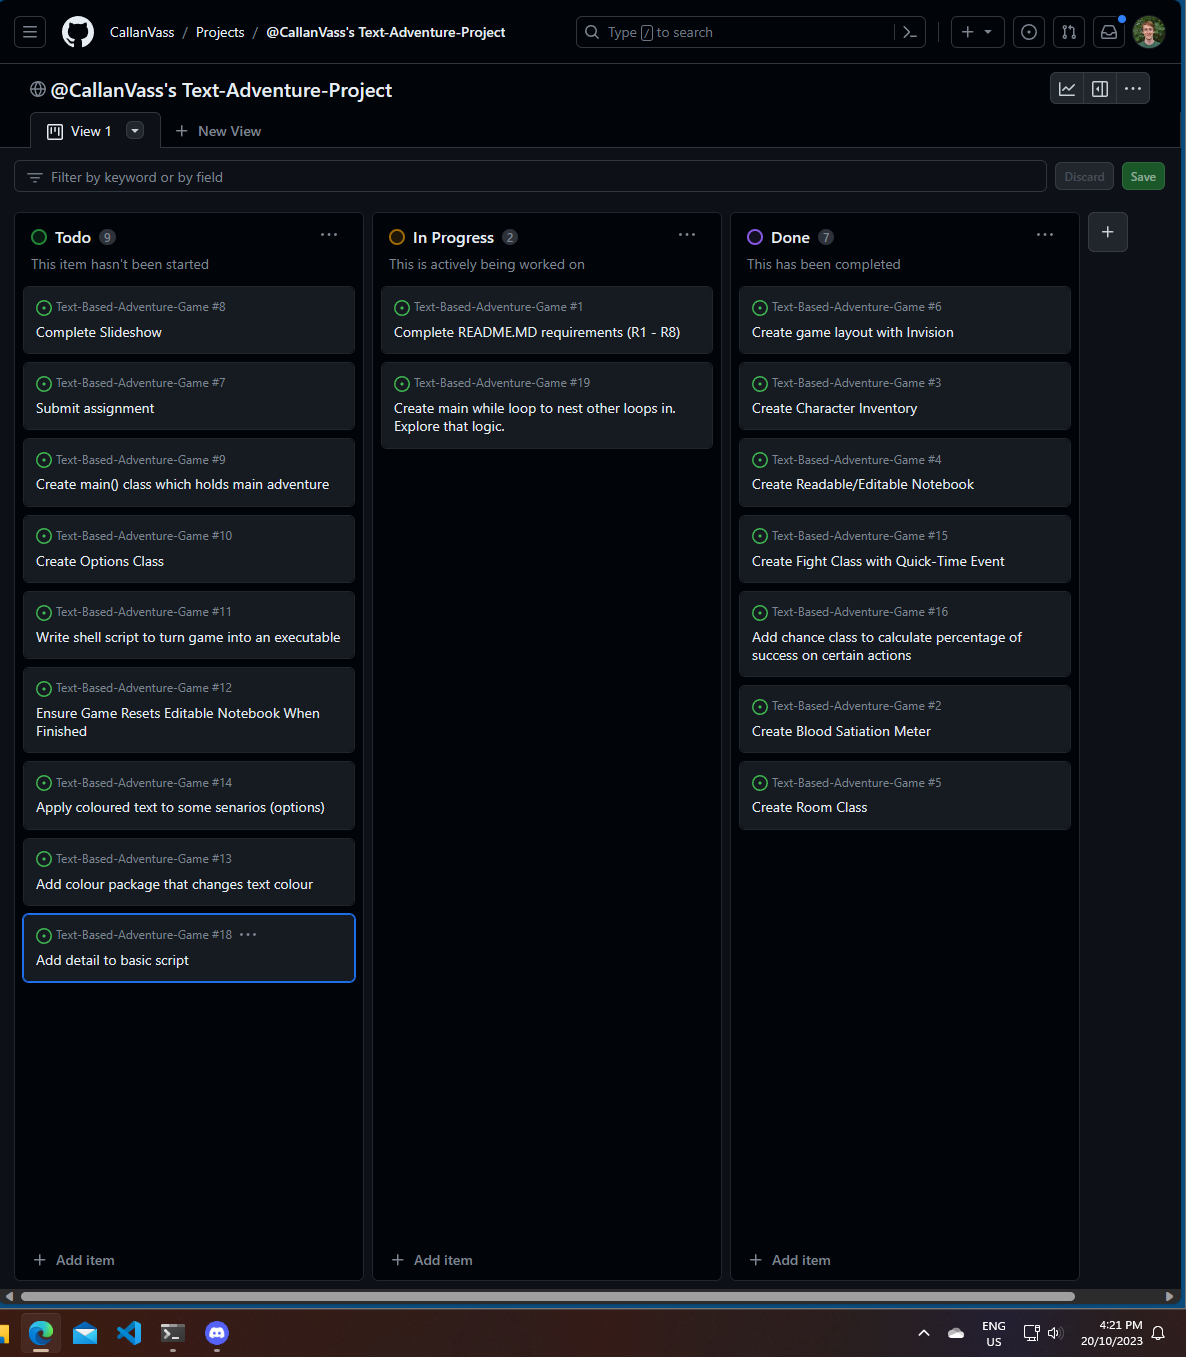 CallanVass / Projects / @CallanVass's Text-Adventure-Project
Type / to search
@CallanVass's Text-Adventure-Project
View 1
New View
Filter by keyword or by field
Discard
Save
Todo 9
This item hasn't been started
Text-Based-Adventure-Game #8
Complete Slideshow
Text-Based-Adventure-Game #7
Submit assignment
Text-Based-Adventure-Game #9
Create main() class which holds main adventure
Text-Based-Adventure-Game #10
Create Options Class
Text-Based-Adventure-Game #11
Write shell script to turn game into an executable
Text-Based-Adventure-Game #12
Ensure Game Resets Editable Notebook When
Finished
Text-Based-Adventure-Game #14
Apply coloured text to some senarios (options)
Text-Based-Adventure-Game #13
Add colour package that changes text colour
Text-Based-Adventure-Game #18
Add detail to basic script
Add item
In Progress 2
This is actively being worked on
Text-Based-Adventure-Game #1
Complete README.MD requirements (R1 - R8)
Text-Based-Adventure-Game #19
Create main while loop to nest other loops in.
Explore that logic.
Add item
Done 7
This has been completed
Text-Based-Adventure-Game #6
Create game layout with Invision
Text-Based-Adventure-Game #3
Create Character Inventory
Text-Based-Adventure-Game #4
Create Readable/Editable Notebook
Text-Based-Adventure-Game #15
Create Fight Class with Quick-Time Event
Text-Based-Adventure-Game #16
Add chance class to calculate percentage of
success on certain actions
Text-Based-Adventure-Game #2
Create Blood Satiation Meter
Text-Based-Adventure-Game #5
Create Room Class
Add item
ENG
US
4:21 PM
20/10/2023